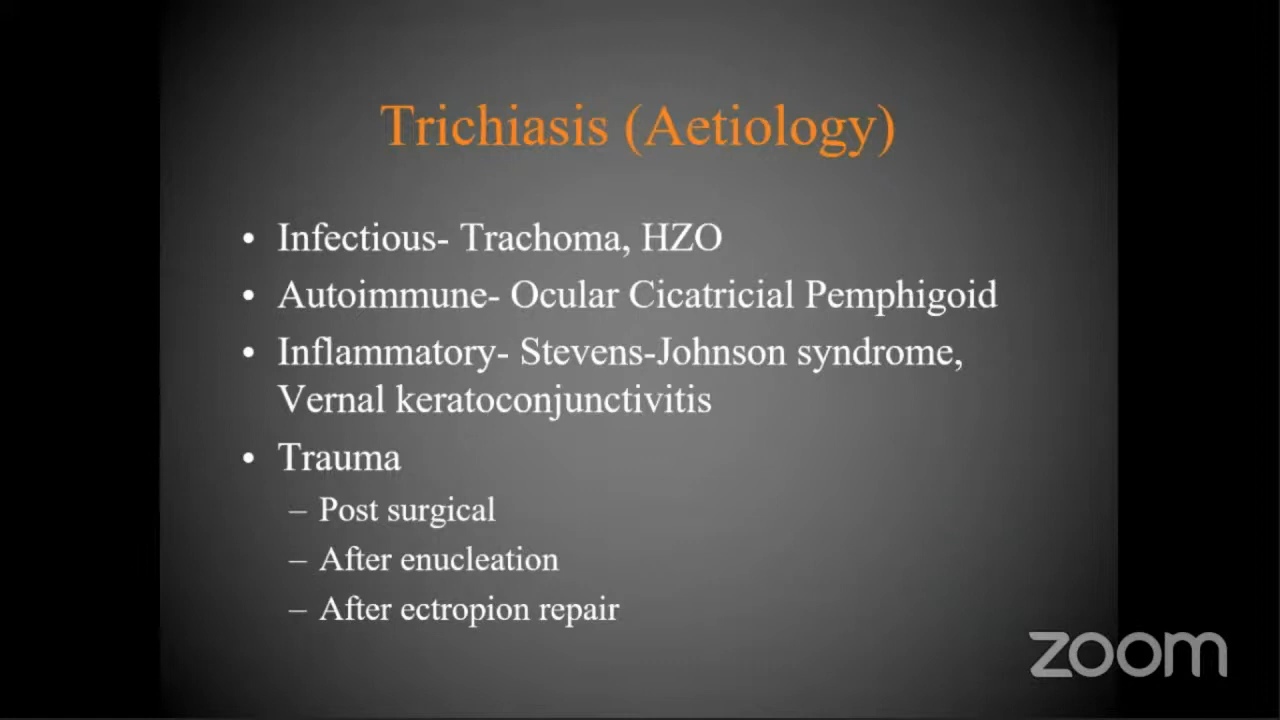 Trichiasis (Aetiology)
• Infectious- Trachoma, HZO
• Autoimmune- Ocular Cicatricial Pemphigoid
• Inflammatory- Stevens-Johnson syndrome,
Vernal keratoconjunctivitis
• Trauma
– Post surgical
– After enucleation
– After ectropion repair
zoom